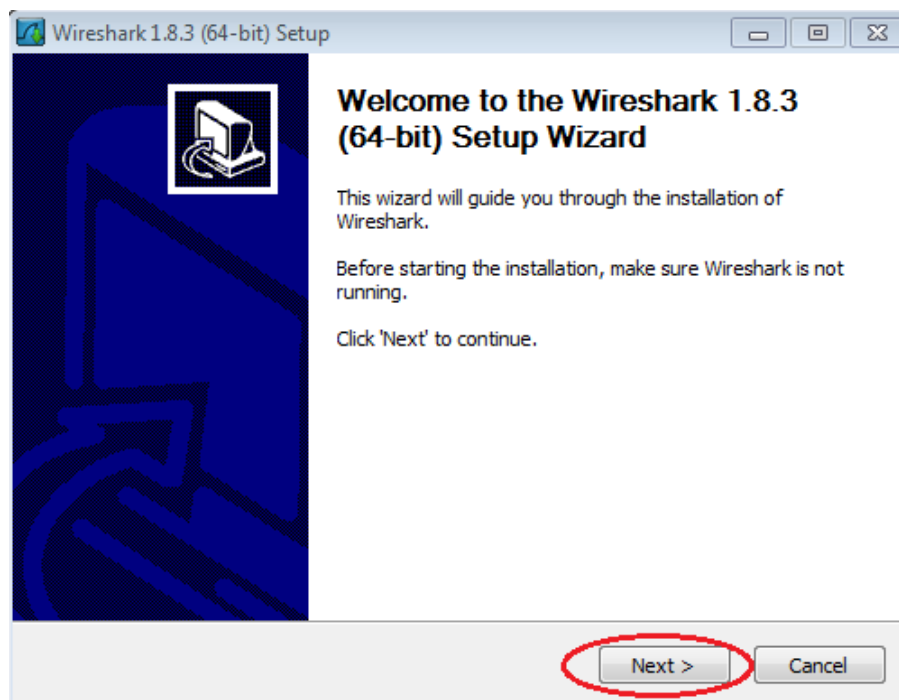 Wireshark 1.8.3 (64-bit) Setup
Welcome to the Wireshark 1.8.3
(64-bit) Setup Wizard
This wizard will guide you through the installation of
Wireshark.
Before starting the installation, make sure Wireshark is not
running.
Click 'Next' to continue.
Next >
Cancel